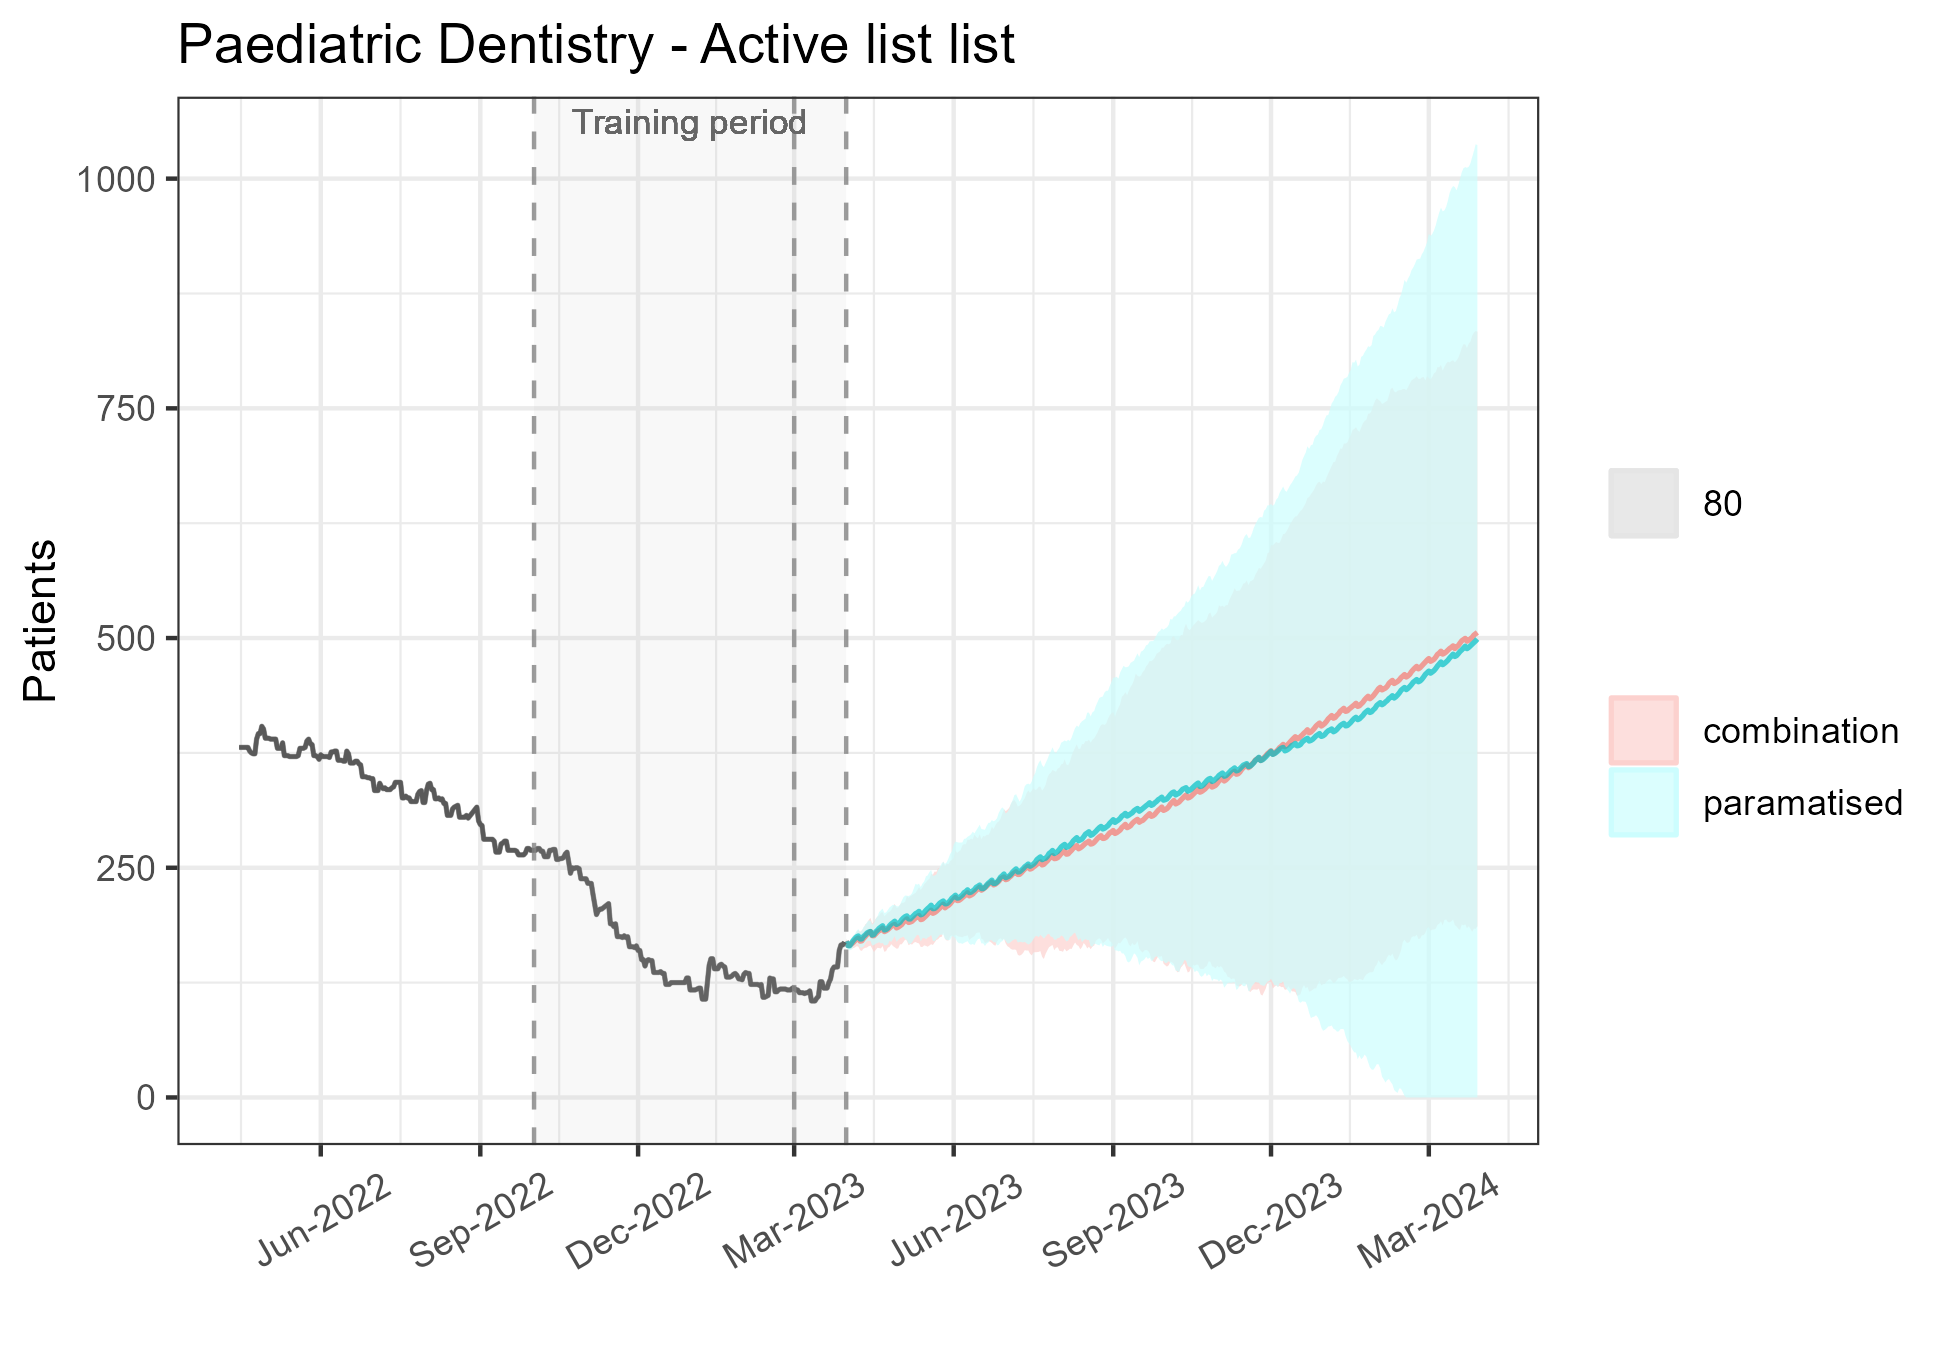 Paediatric Dentistry - Active list list
Training period
Patients
1000
750
500
250
0
Jun-2022
Sep-2022
Dec-2022
Mar-2023
Jun-2023
Sep-2023
Dec-2023
Mar-2024
80
combination
paramatised